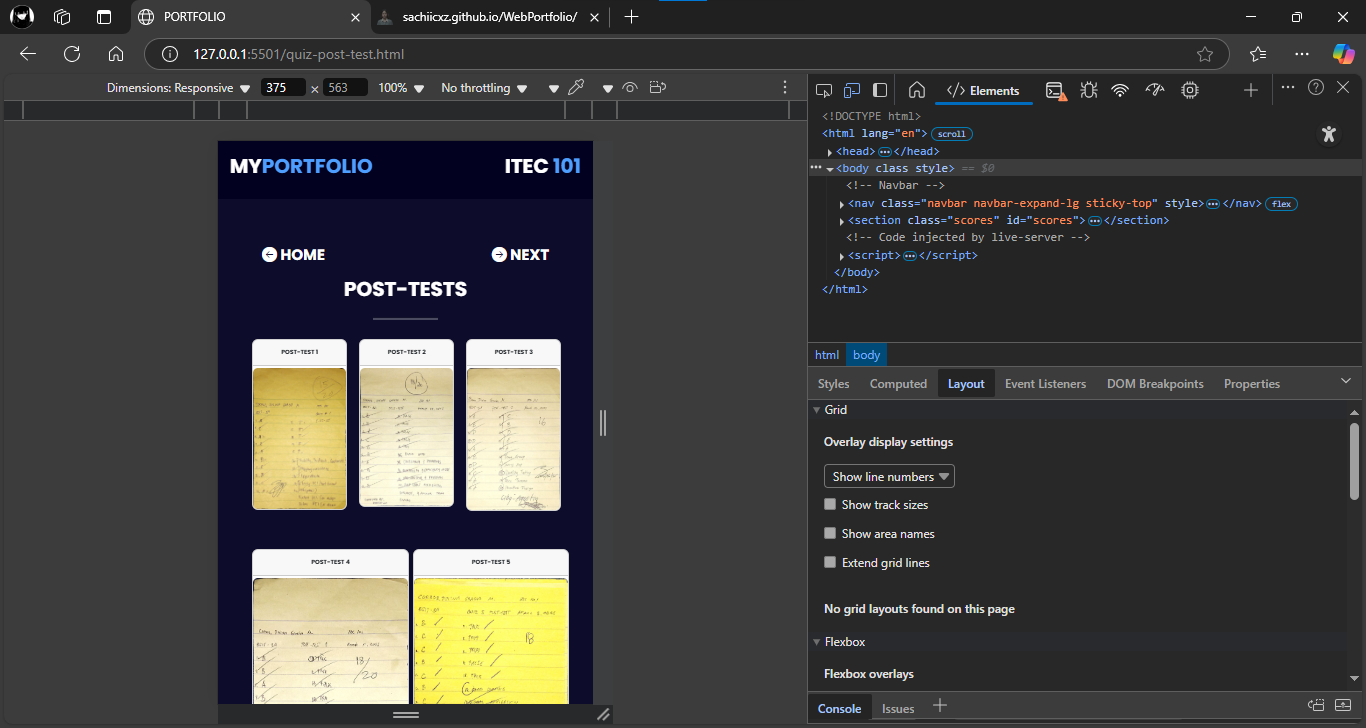 PORTFOLIO
sachiicxz.github.io/WebPortfolio/
127.0.0.1:5501/quiz-post-test.html
Dimensions: Responsive 375 x 563 100% No throttling
MYPORTFOLIO ITEC 101
HOME NEXT
POST-TESTS
POST-TEST 1 POST-TEST 2 POST-TEST 3
POST-TEST 4 POST-TEST 5
18/20
18
Elements
<!DOCTYPE html>
<html lang="en"> scroll
<head> ••• </head>
••• <body class style> == $0
<!-- Navbar -->
<nav class="navbar navbar-expand-lg sticky-top" style> ••• </nav> flex
<section class="scores" id="scores"> ••• </section>
<!-- Code injected by live-server -->
<script> ••• </script>
</body>
</html>
html body
Styles Computed Layout Event Listeners DOM Breakpoints Properties
Grid
Overlay display settings
Show line numbers
Show track sizes
Show area names
Extend grid lines
No grid layouts found on this page
Flexbox
Flexbox overlays
Console Issues